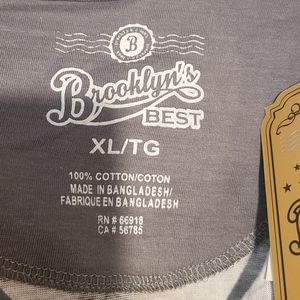 B
Brooklyn's
BEST
XL/TG
100% COTTON/COTON
MADE IN BANGLADESH/
FABRIQUE EN BANGLADESH
RN # 66918
CA # 56785